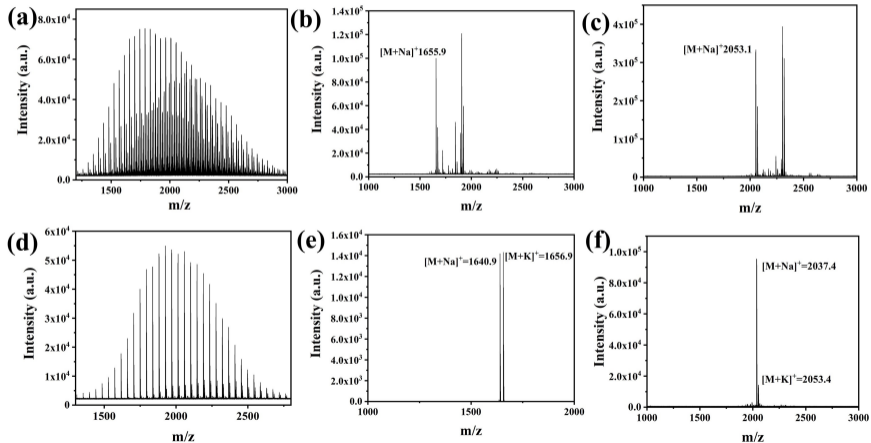 (a)
Intensity (a.u.)
8.0x10⁴
6.0x10⁴
4.0x10⁴
2.0x10⁴
0.0
1500 2000 2500 3000
m/z
(b)
Intensity (a.u.)
1.4x10⁵
1.2x10⁵
1.0x10⁵
8.0x10⁴
6.0x10⁴
4.0x10⁴
2.0x10⁴
0.0
[M+Na]⁺1655.9
1000 1500 2000 2500 3000
m/z
(c)
Intensity (a.u.)
4x10⁵
3x10⁵
2x10⁵
1x10⁵
0
[M+Na]⁺2053.1
1000 1500 2000 2500 3000
m/z
(d)
Intensity (a.u.)
6x10⁴
5x10⁴
4x10⁴
3x10⁴
2x10⁴
1x10⁴
0
1500 2000 2500
m/z
(e)
Intensity (a.u.)
1.6x10⁴
1.4x10⁴
1.2x10⁴
1.0x10⁴
8.0x10³
6.0x10³
4.0x10³
2.0x10³
0.0
[M+Na]⁺=1640.9 [M+K]⁺=1656.9
1000 1500 2000
m/z
(f)
Intensity (a.u.)
1.0x10⁵
8.0x10⁴
6.0x10⁴
4.0x10⁴
2.0x10⁴
0.0
[M+Na]⁺=2037.4
[M+K]⁺=2053.4
1000 1500 2000 2500 3000
m/z